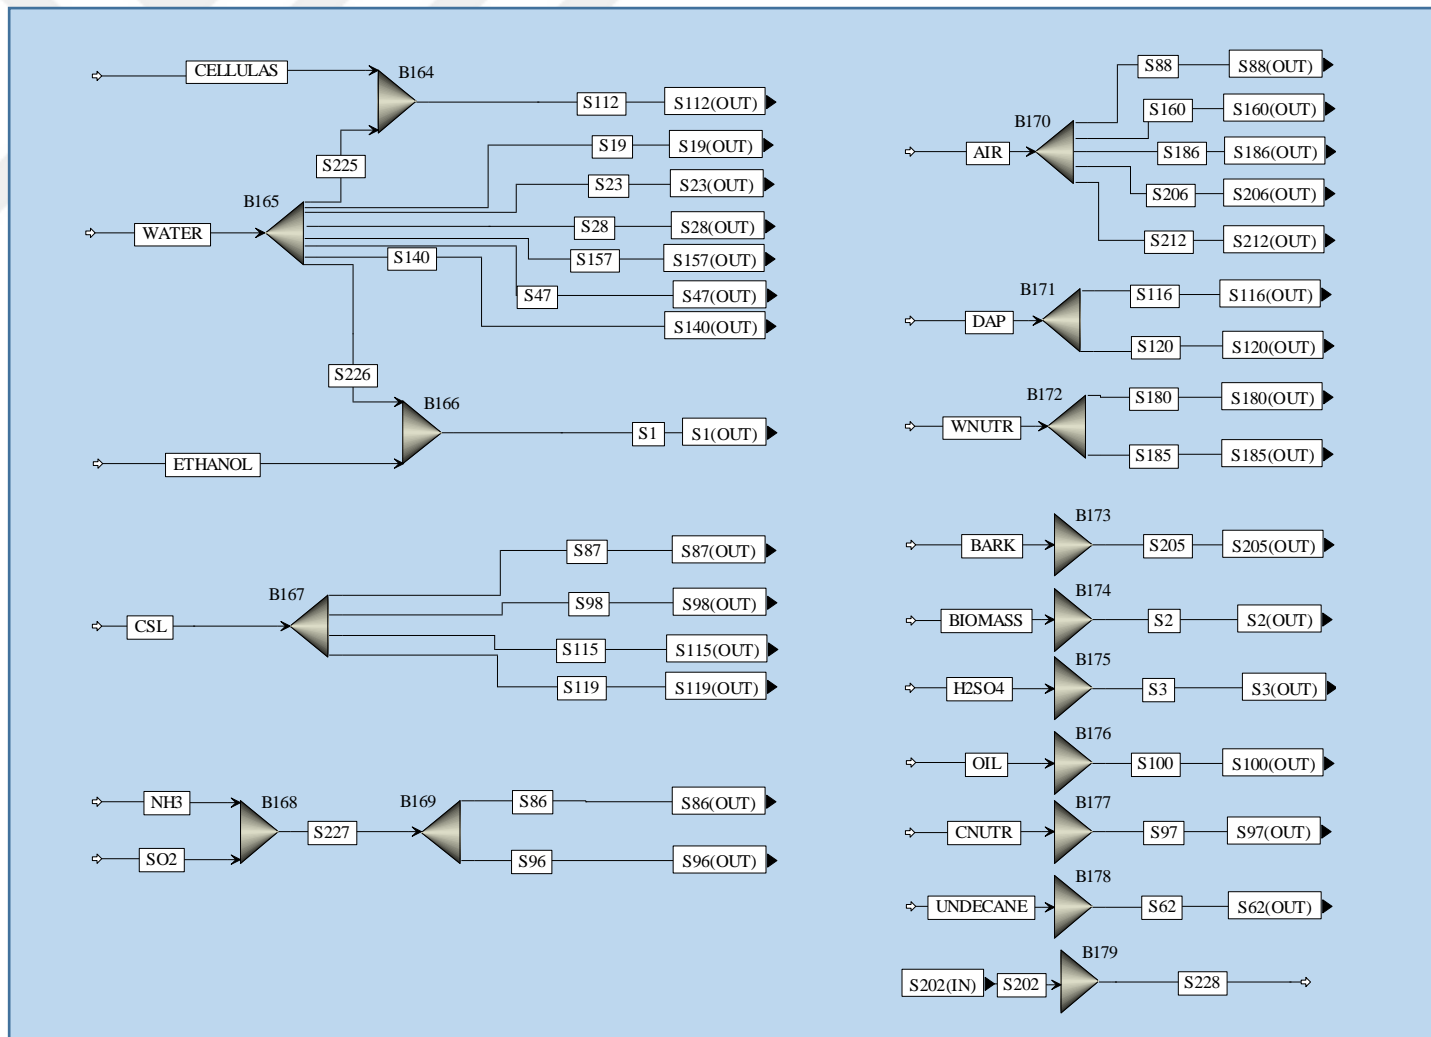 CELLULAS
B164
S112
S112(OUT)
S225
S19
S19(OUT)
S23
S23(OUT)
B165
WATER
S28
S28(OUT)
S140
S157
S157(OUT)
S47
S47(OUT)
S140(OUT)
S226
B166
S1
S1(OUT)
ETHANOL
S87
S87(OUT)
B167
S98
S98(OUT)
CSL
S115
S115(OUT)
S119
S119(OUT)
NH3
B168
B169
S86
S86(OUT)
S227
SO2
S96
S96(OUT)
S88
S88(OUT)
S160
S160(OUT)
B170
AIR
S186
S186(OUT)
S206
S206(OUT)
S212
S212(OUT)
B171
S116
S116(OUT)
DAP
S120
S120(OUT)
B172
S180
S180(OUT)
WNUTR
S185
S185(OUT)
B173
BARK
S205
S205(OUT)
B174
BIOMASS
S2
S2(OUT)
B175
H2SO4
S3
S3(OUT)
B176
OIL
S100
S100(OUT)
B177
CNUTR
S97
S97(OUT)
B178
UNDECANE
S62
S62(OUT)
B179
S202(IN)
S202
S228